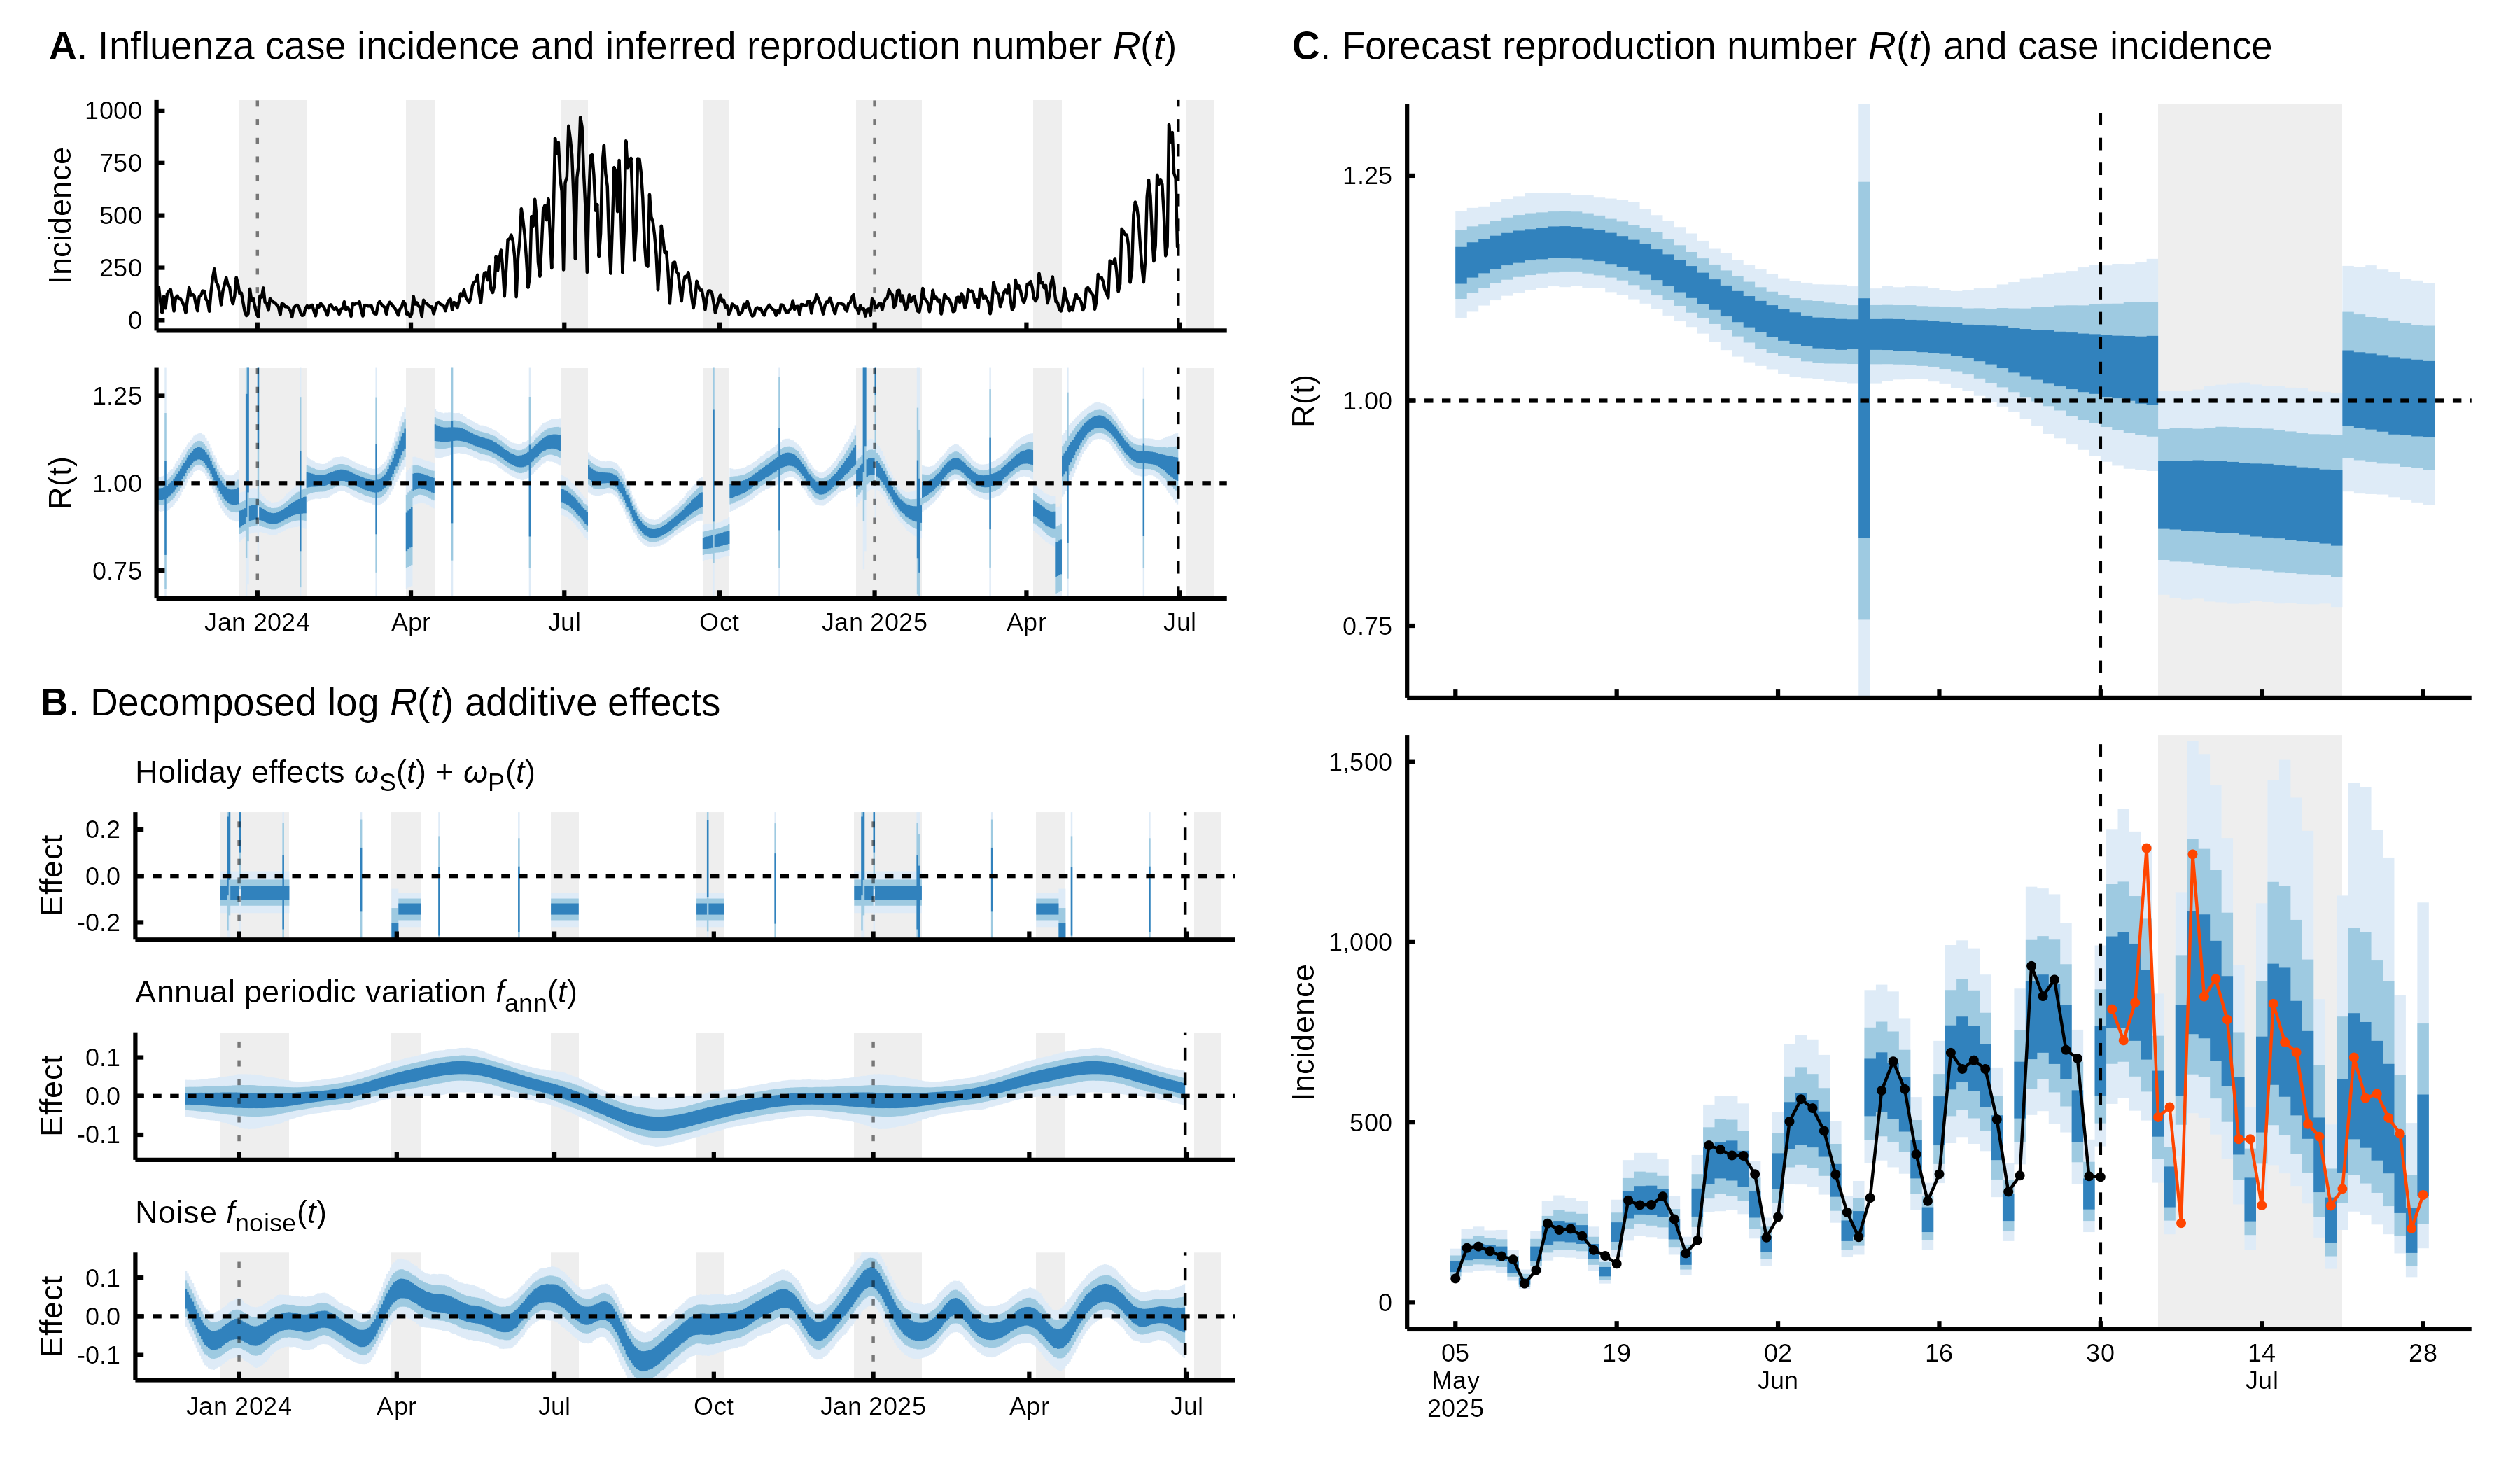 A. Influenza case incidence and inferred reproduction number R(t)
Incidence
1000
750
500
250
0
R(t)
1.25
1.00
0.75
Jan 2024 Apr Jul Oct Jan 2025 Apr Jul
B. Decomposed log R(t) additive effects
Holiday effects ωS(t) + ωP(t)
Effect
0.2
0.0
-0.2
Annual periodic variation fann(t)
Effect
0.1
0.0
-0.1
Noise fnoise(t)
Effect
0.1
0.0
-0.1
Jan 2024 Apr Jul Oct Jan 2025 Apr Jul
C. Forecast reproduction number R(t) and case incidence
R(t)
1.25
1.00
0.75
Incidence
1,500
1,000
500
0
05 19 02 16 30 14 28
May Jun Jul
2025